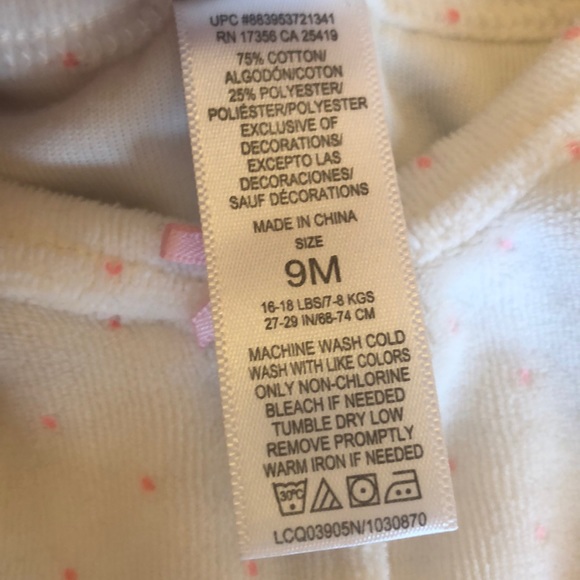 UPC #883953721341
RN 17356 CA 25419
75% COTTON/
ALGODÓN/COTON
25% POLYESTER/
POLIÉSTER/POLYESTER
EXCLUSIVE OF
DECORATIONS/
EXCEPTO LAS
DECORACIONES/
SAUF DÉCORATIONS
MADE IN CHINA
SIZE
9M
16-18 LBS/7-8 KGS
27-29 IN/68-74 CM
MACHINE WASH COLD
WASH WITH LIKE COLORS
ONLY NON-CHLORINE
BLEACH IF NEEDED
TUMBLE DRY LOW
REMOVE PROMPTLY
WARM IRON IF NEEDED
30°C
LCQ03905N/1030870